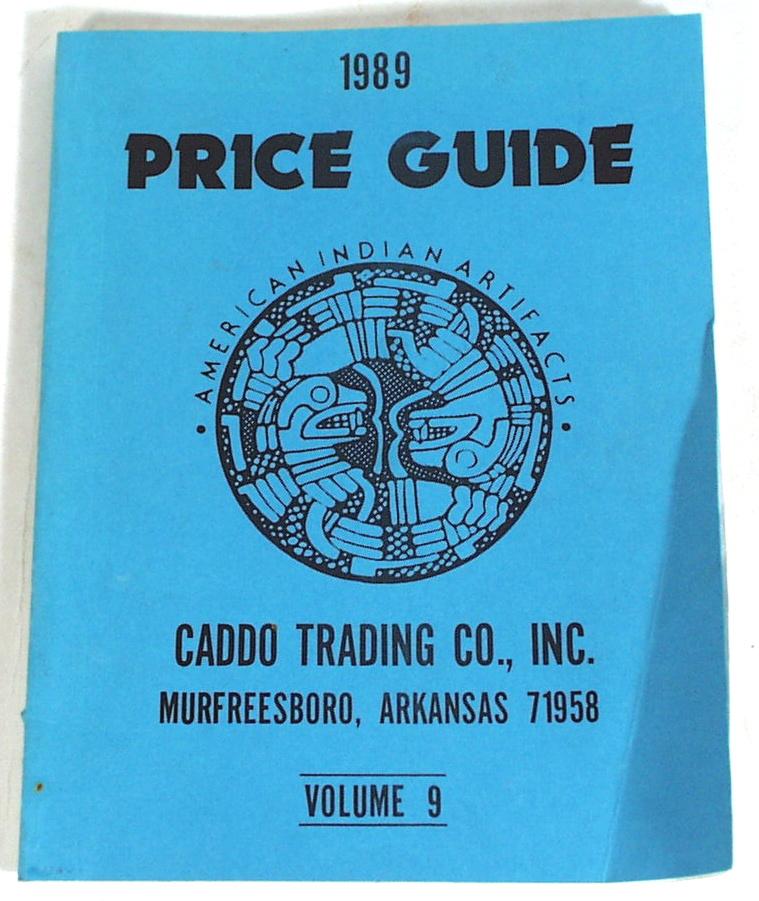 1989
PRICE GUIDE
• AMERICAN INDIAN ARTIFACTS •
CADDO TRADING CO., INC.
MURFREESBORO, ARKANSAS 71958
VOLUME 9